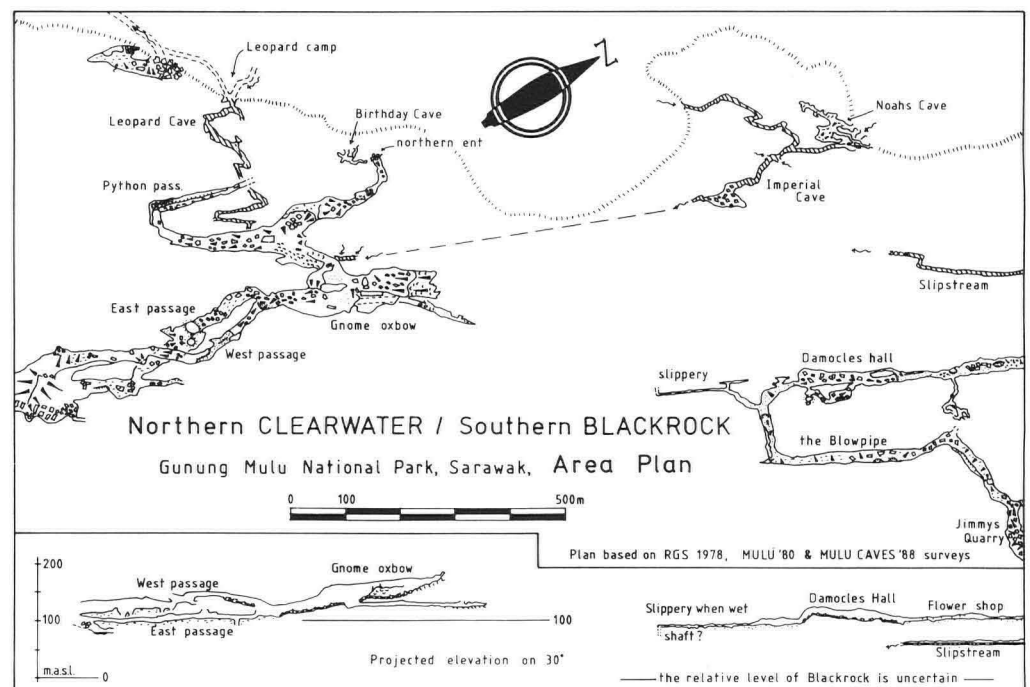 Leopard camp
Z
Noahs Cave
Leopard Cave
Birthday Cave
northern ent
Python pass.
Imperial
Cave
Slipstream
East passage
Gnome oxbow
West passage
Damocles hall
slippery
Northern CLEARWATER / Southern BLACKROCK
the Blowpipe
Gunung Mulu National Park, Sarawak, Area Plan
0 100 500m
Jimmys
Quarry
Plan based on RGS 1978, MULU '80 & MULU CAVES '88 surveys
200
Gnome oxbow
West passage
100
100
East passage
Projected elevation on 30°
m.a.s.l. 0
Damocles Hall
Slippery when wet
Flower shop
shaft?
Slipstream
the relative level of Blackrock is uncertain